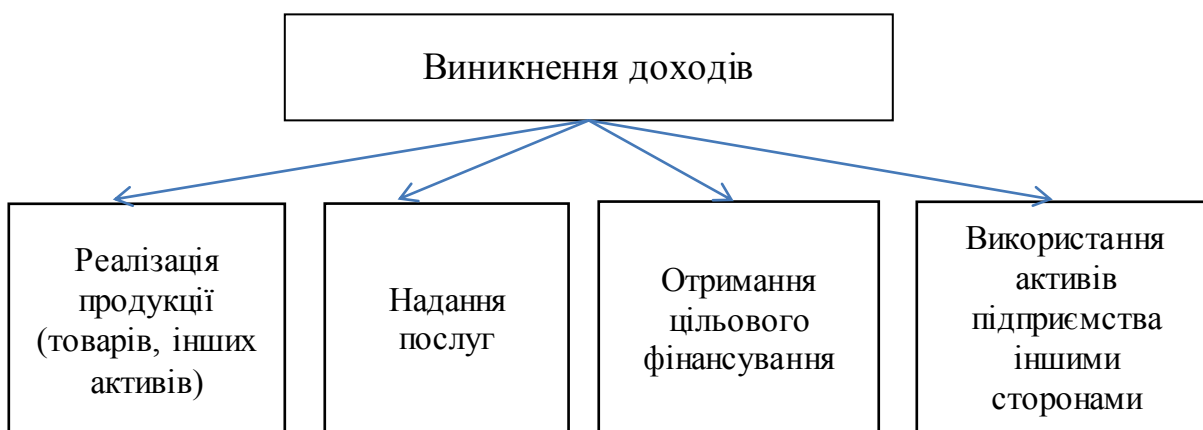 Виникнення доходів
Реалізація
продукції
(товарів, інших
активів)
Надання
послуг
Отримання
цільового
фінансування
Використання
активів
підприємства
іншими
сторонами